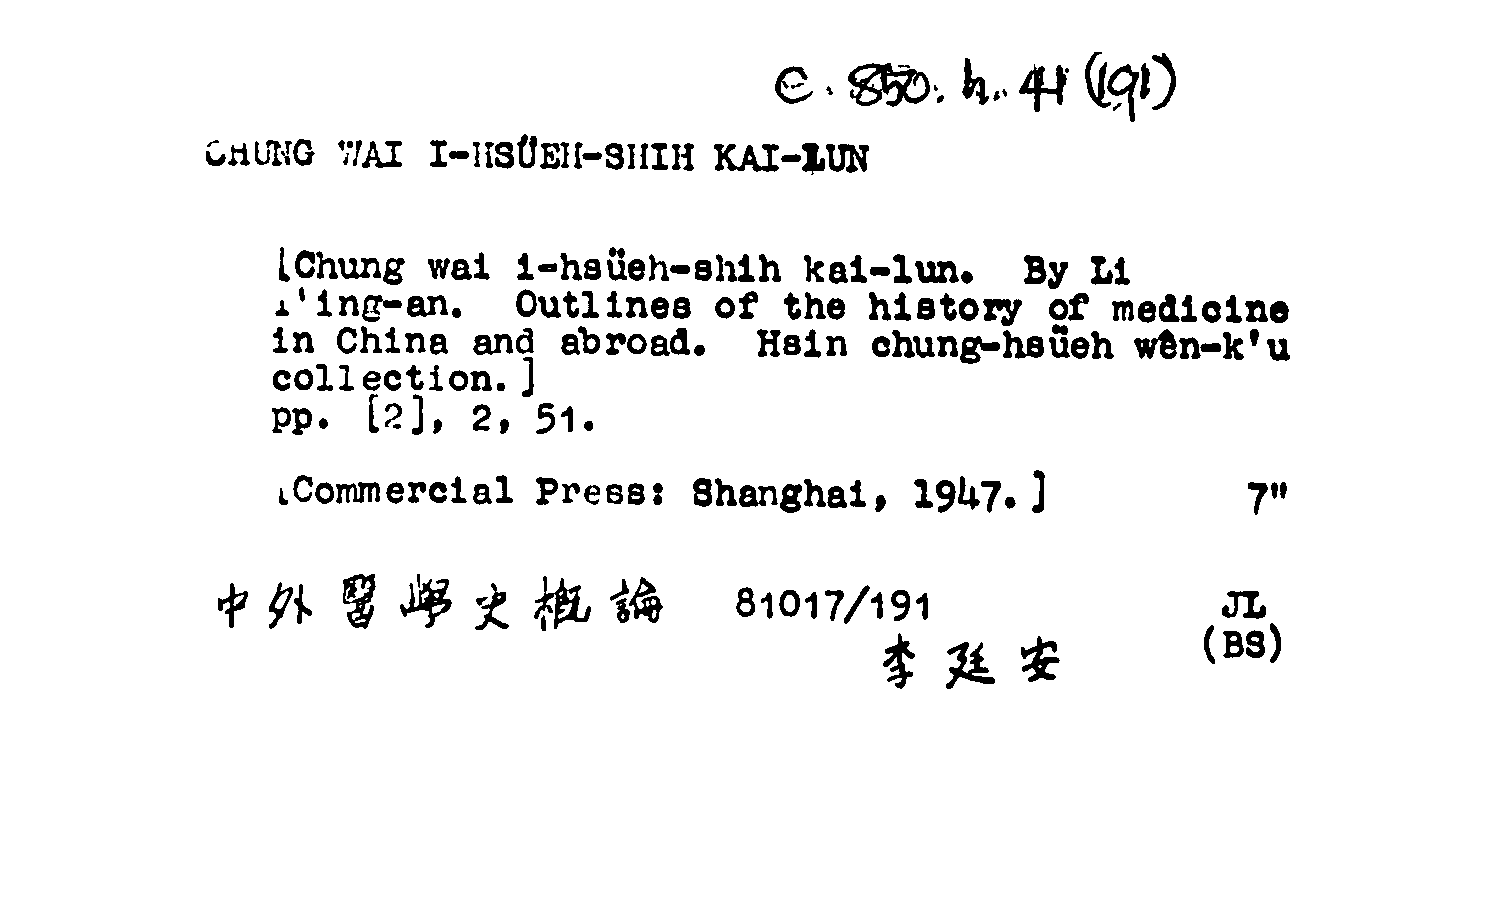 e. 850. h. 41 (191)
CHUNG WAI I-HSÜEH-SHIH KAI-LUN
[Chung wai i-hsüeh-shih kai-lun. By Li
T'ing-an. Outlines of the history of medicine
in China and abroad. Hsin chung-hsüeh wên-k'u
collection.]
pp. [2], 2, 51.
[Commercial Press: Shanghai, 1947.] 7"
中外醫學史概論 81017/191 JL
李廷安 (BS)